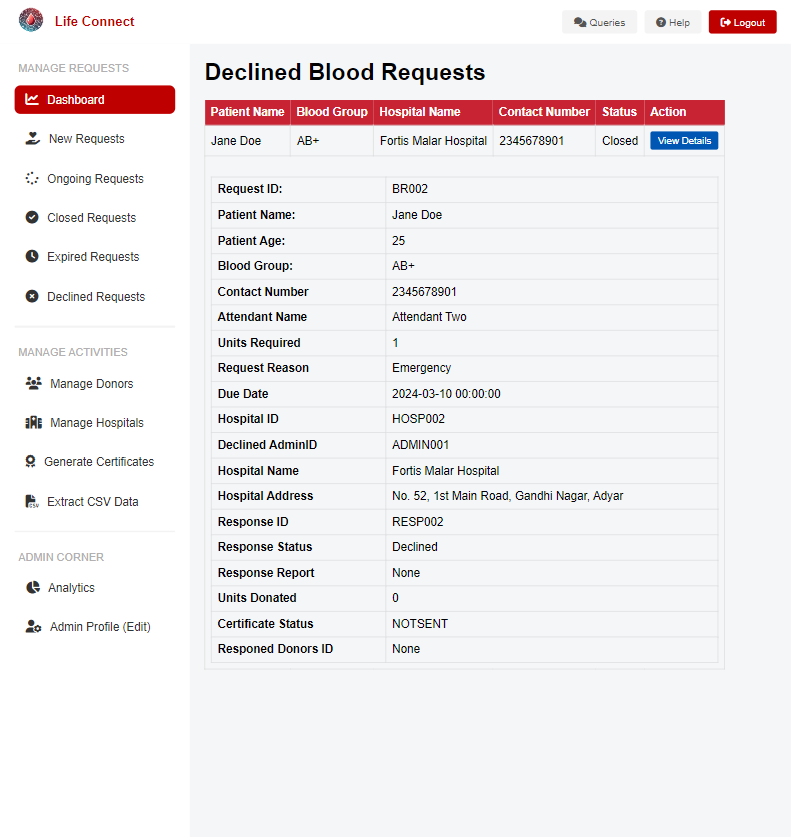 Life Connect
Queries
Help
Logout
MANAGE REQUESTS
Dashboard
New Requests
Ongoing Requests
Closed Requests
Expired Requests
Declined Requests
MANAGE ACTIVITIES
Manage Donors
Manage Hospitals
Generate Certificates
Extract CSV Data
ADMIN CORNER
Analytics
Admin Profile (Edit)
Declined Blood Requests
Patient Name Blood Group Hospital Name Contact Number Status Action
Jane Doe AB+ Fortis Malar Hospital 2345678901 Closed View Details
Request ID: BR002
Patient Name: Jane Doe
Patient Age: 25
Blood Group: AB+
Contact Number 2345678901
Attendant Name Attendant Two
Units Required 1
Request Reason Emergency
Due Date 2024-03-10 00:00:00
Hospital ID HOSP002
Declined AdminID ADMIN001
Hospital Name Fortis Malar Hospital
Hospital Address No. 52, 1st Main Road, Gandhi Nagar, Adyar
Response ID RESP002
Response Status Declined
Response Report None
Units Donated 0
Certificate Status NOTSENT
Responed Donors ID None